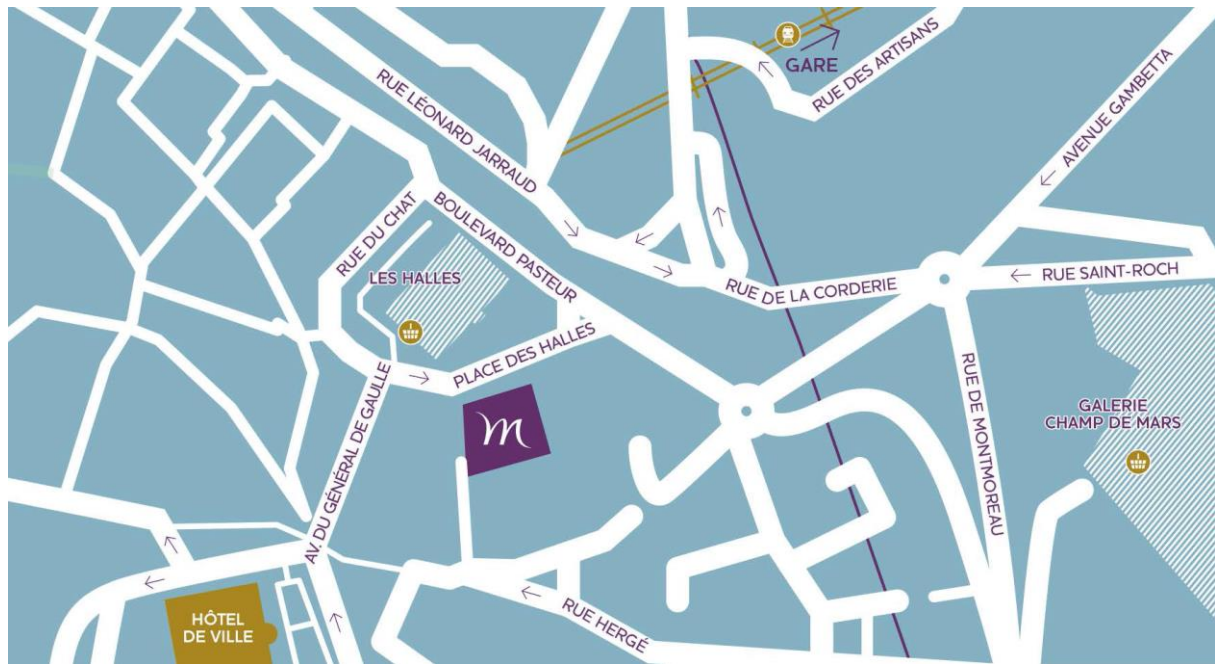 RUE LÉONARD JARRAUD
GARE
RUE DES ARTISANS
AVENUE GAMBETTA
RUE DU CHAT
BOULEVARD PASTEUR
LES HALLES
RUE DE LA CORDERIE
RUE SAINT-ROCH
PLACE DES HALLES
AV. DU GÉNÉRAL DE GAULLE
m
RUE DE MONTMOREAU
GALERIE
CHAMP DE MARS
RUE HERGÉ
HÔTEL
DE VILLE